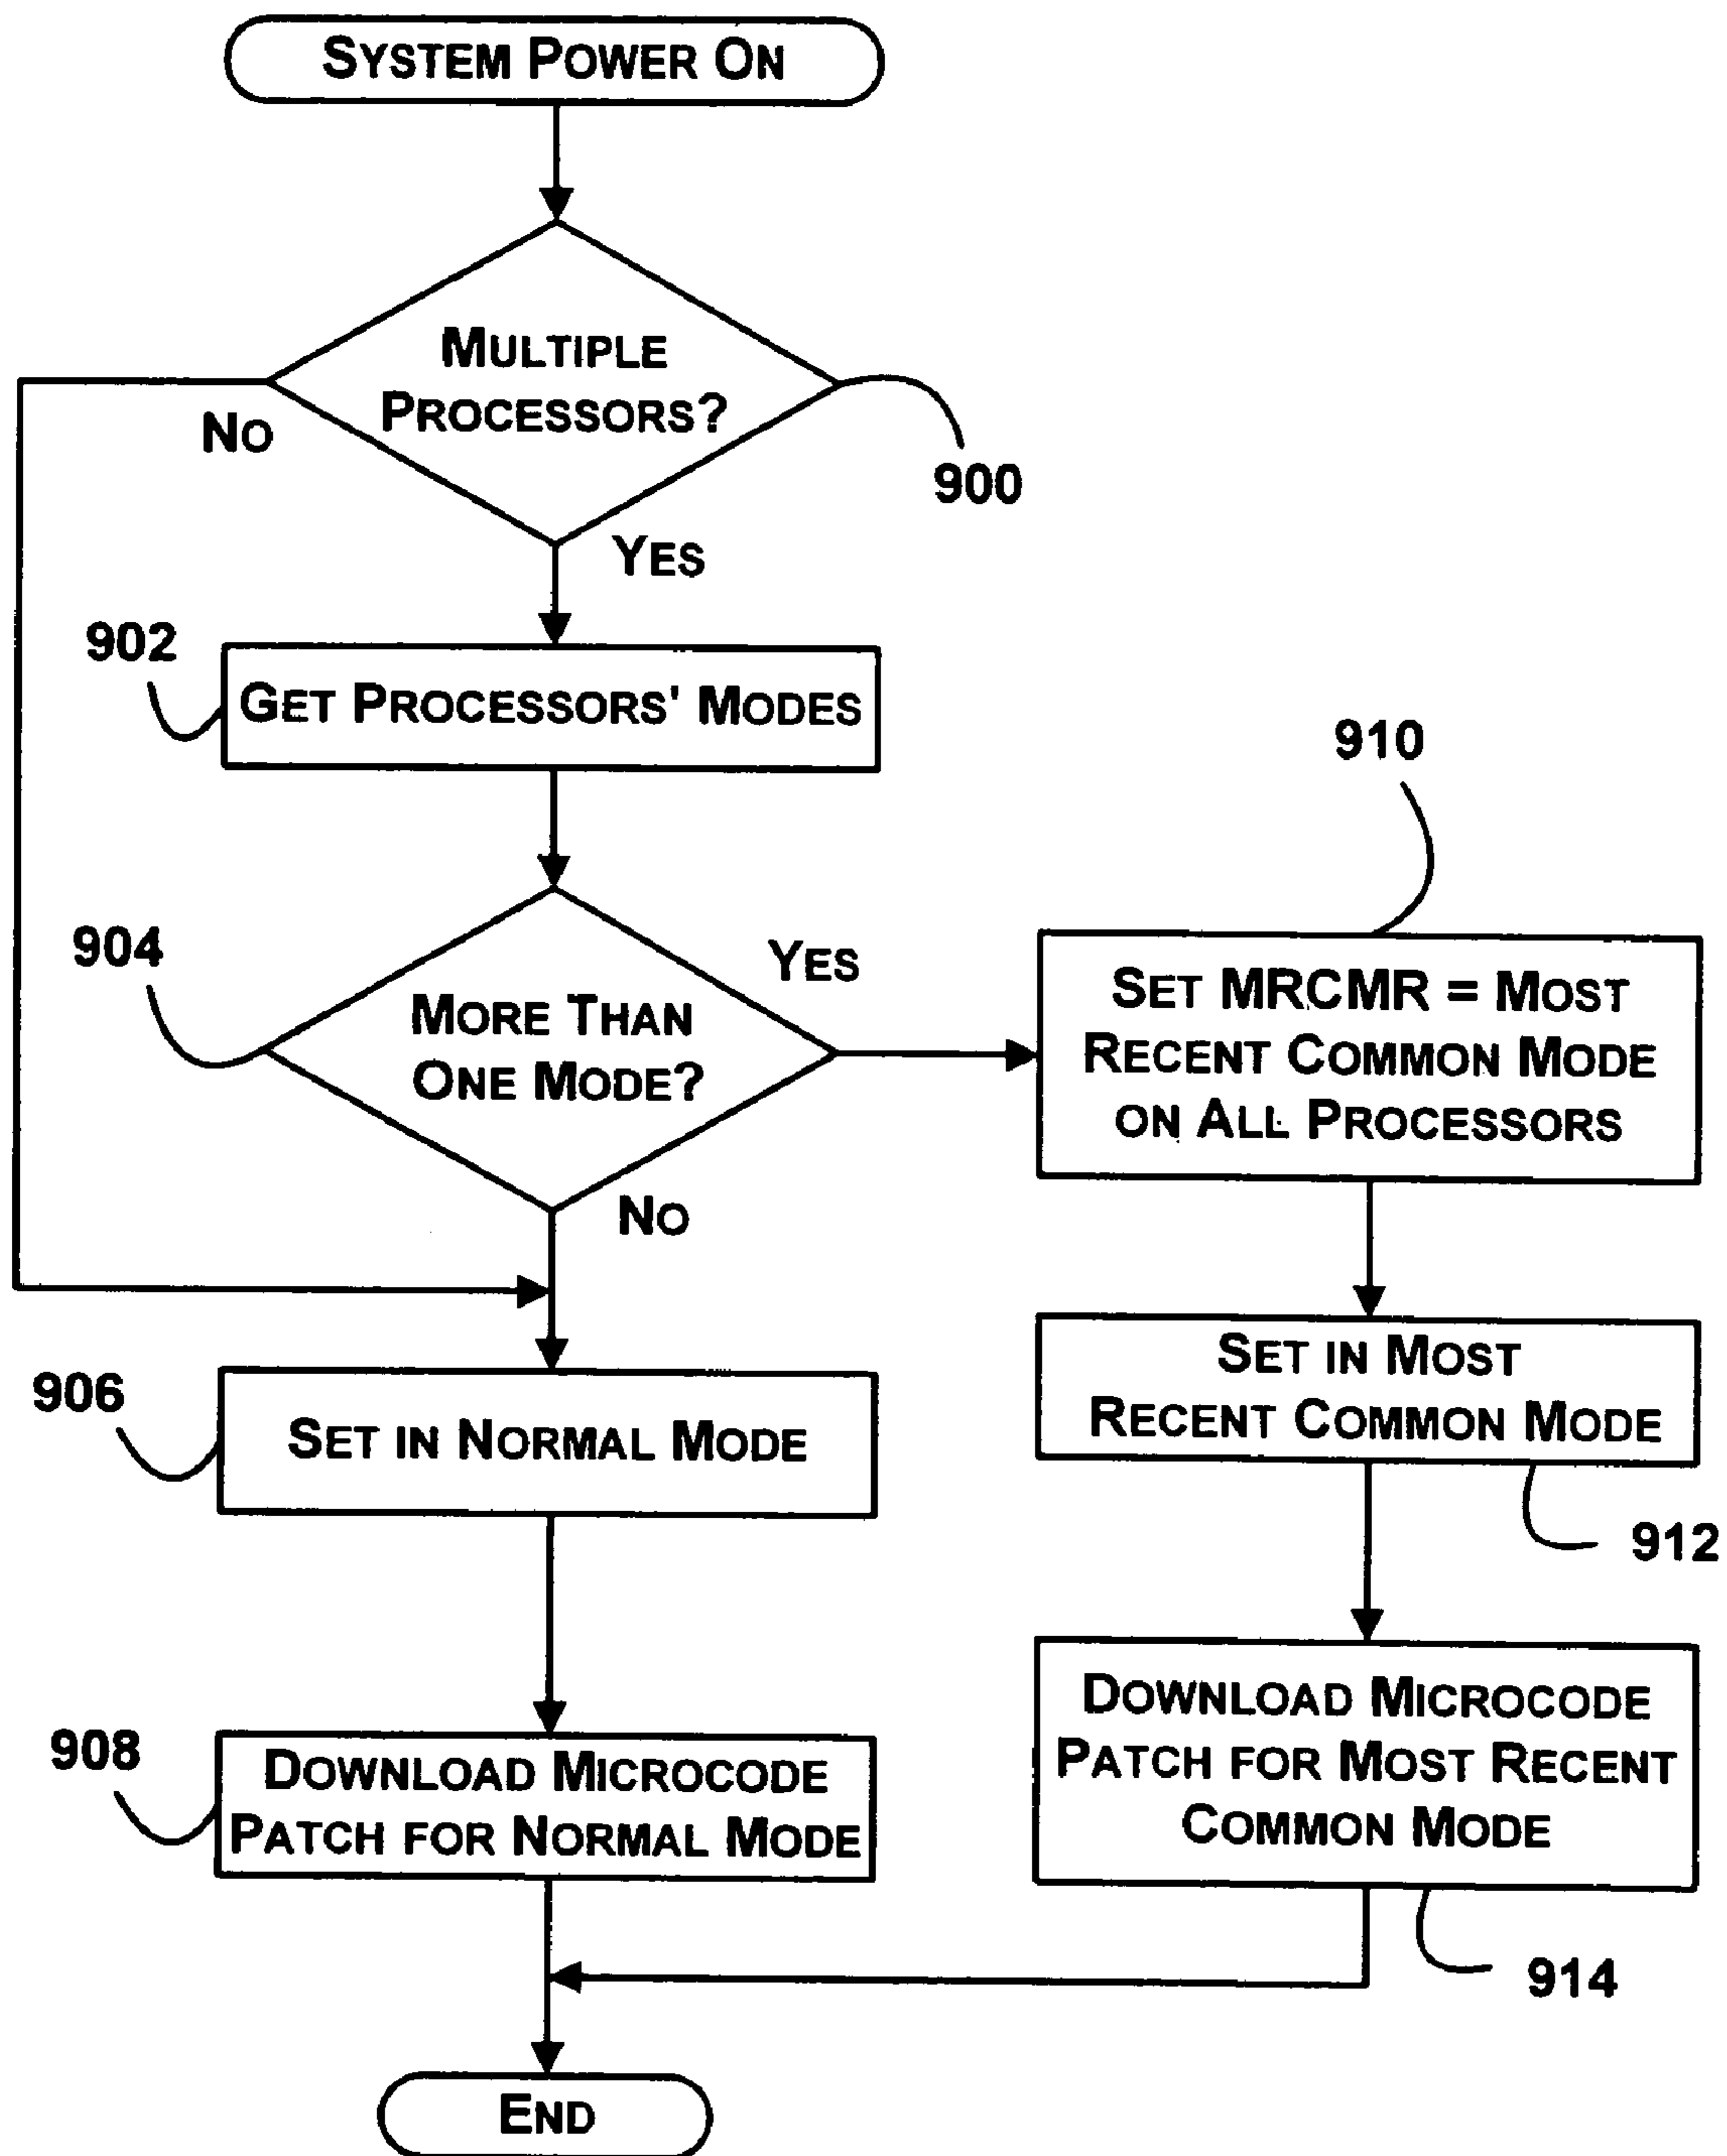 SYSTEM POWER ON
MULTIPLE
PROCESSORS?
NO
900
YES
902
GET PROCESSORS' MODES
904
MORE THAN
ONE MODE?
YES
NO
910
SET MRCMR = MOST
RECENT COMMON MODE
ON ALL PROCESSORS
906
SET IN NORMAL MODE
SET IN MOST
RECENT COMMON MODE
912
908
DOWNLOAD MICROCODE
PATCH FOR NORMAL MODE
DOWNLOAD MICROCODE
PATCH FOR MOST RECENT
COMMON MODE
914
END